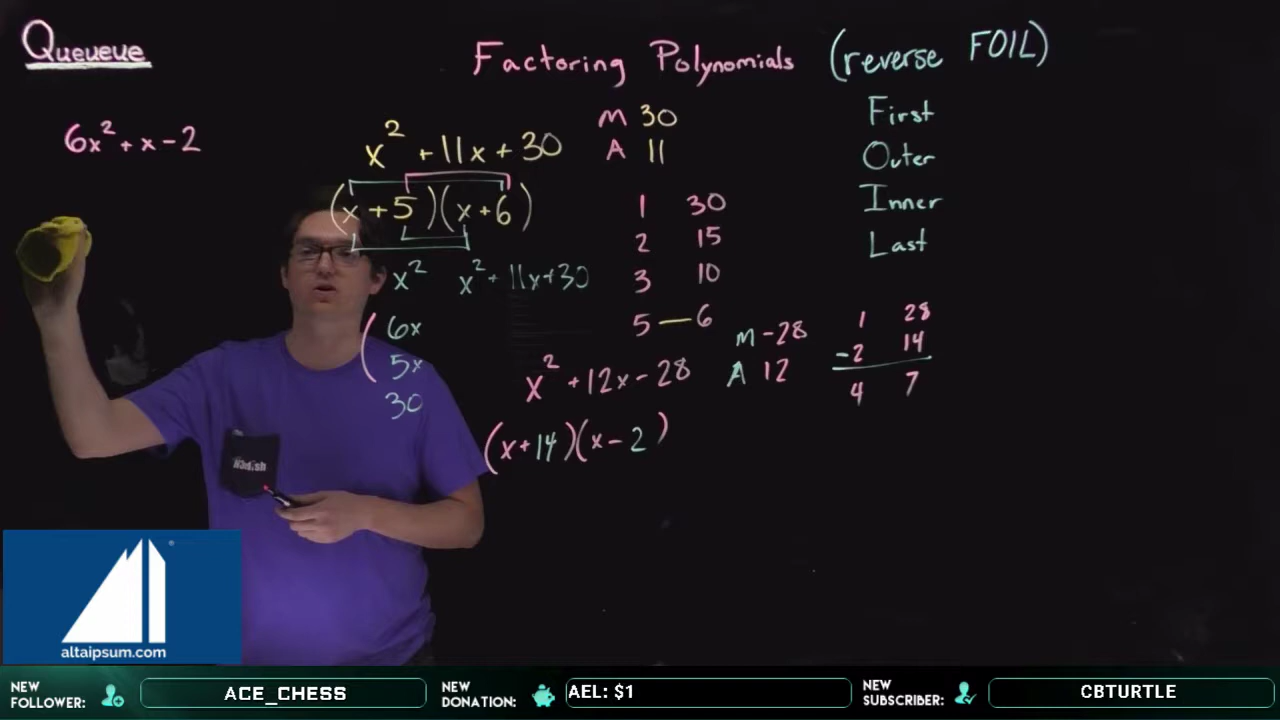 Queueue
Factoring Polynomials (reverse FOIL)
6x² + x - 2
x² + 11x + 30
M 30
A 11
First
Outer
Inner
Last
(x + 5)(x + 6)
x² x² + 11x + 30
6x
5x
30
1 30
2 15
3 10
5 — 6
x² + 12x - 28
M -28
A 12
1 28
-2 14
4 7
(x + 14)(x - 2)
N3rdish
altaipsum.com
NEW FOLLOWER: ACE_CHESS
NEW DONATION: AEL: $1
NEW SUBSCRIBER: CBTURTLE